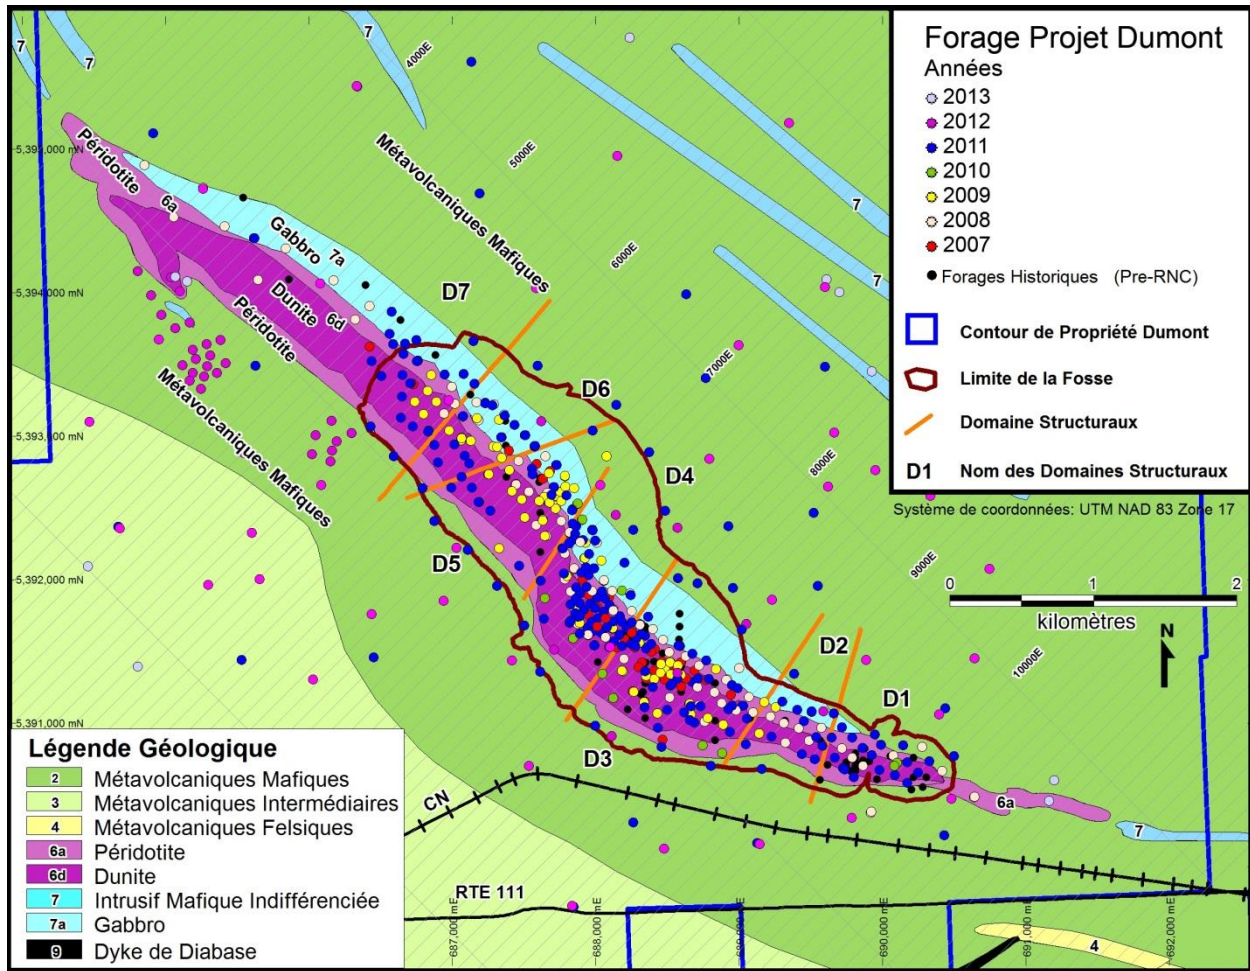 Forage Projet Dumont
Années
2013
2012
2011
2010
2009
2008
2007
Forages Historiques (Pre-RNC)
Contour de Propriété Dumont
Limite de la Fosse
Domaine Structuraux
D1 Nom des Domaines Structuraux
Système de coordonnées: UTM NAD 83 Zone 17
0 1 2
kilomètres
N
7
7
7
7
7
7
7
4000E
5000E
6000E
7000E
8000E
9000E
10000E
Métavolcaniques Mafiques
Péridotite
6a
Gabbro
7a
Dunite
6d
Péridotite
Métavolcaniques Mafiques
D7
D6
D4
D5
D3
D2
D1
6a
5,394,000 mN
5,393,000 mN
5,392,000 mN
5,391,000 mN
CN
RTE 111
687,000 mE
688,000 mE
690,000 mE
691,000 mE
692,000 mE
4
Légende Géologique
2 Métavolcaniques Mafiques
3 Métavolcaniques Intermédiaires
4 Métavolcaniques Felsiques
6a Péridotite
6d Dunite
7 Intrusif Mafique Indifférenciée
7a Gabbro
9 Dyke de Diabase